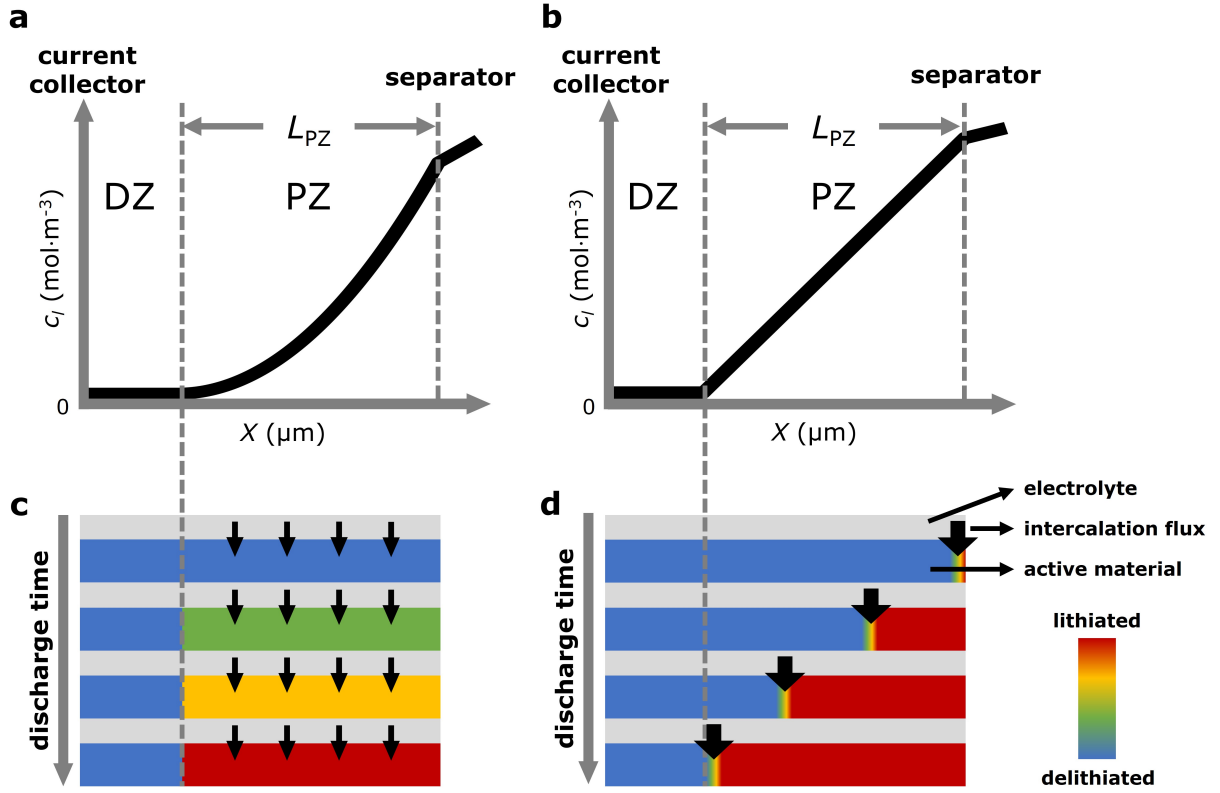 a
current
collector
separator
L_PZ
DZ
PZ
c_l (mol·m⁻³)
0
X (µm)
b
current
collector
separator
L_PZ
DZ
PZ
c_l (mol·m⁻³)
0
X (µm)
c
discharge time
d
discharge time
electrolyte
intercalation flux
active material
lithiated
delithiated